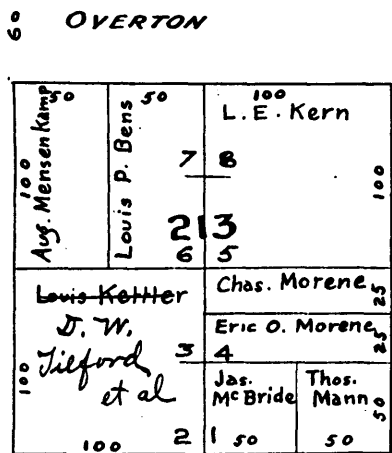 60 OVERTON
50 50 100
Aug. Mensenkamp
100
Louis P. Bens
L. E. Kern
100
7 8
213
6 5
Louis Kettler
D. W.
Tilford
et al
100
3
100 2
Chas. Morene 25
Eric O. Morene 25
4
Jas.
McBride
1 50
Thos.
Mann
50
50